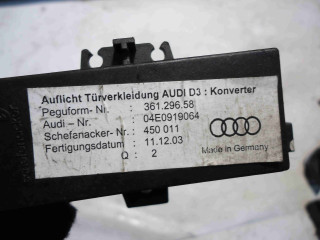 Auflicht Türverkleidung AUDI D3 : Konverter
Peguform- Nr. : 361.296.58
Audi – Nr. : 04E0919064
Schefanacker- Nr.: 450 011
Fertigungsdatum : 11.12.03
Q : 2
Made in Germany